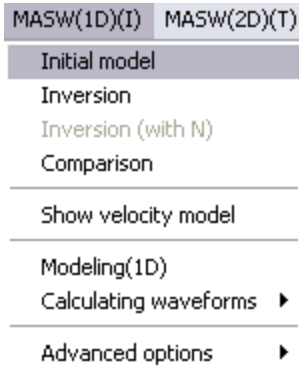 MASW(1D)(I) MASW(2D)(T)
Initial model
Inversion
Inversion (with N)
Comparison
Show velocity model
Modeling(1D)
Calculating waveforms
Advanced options